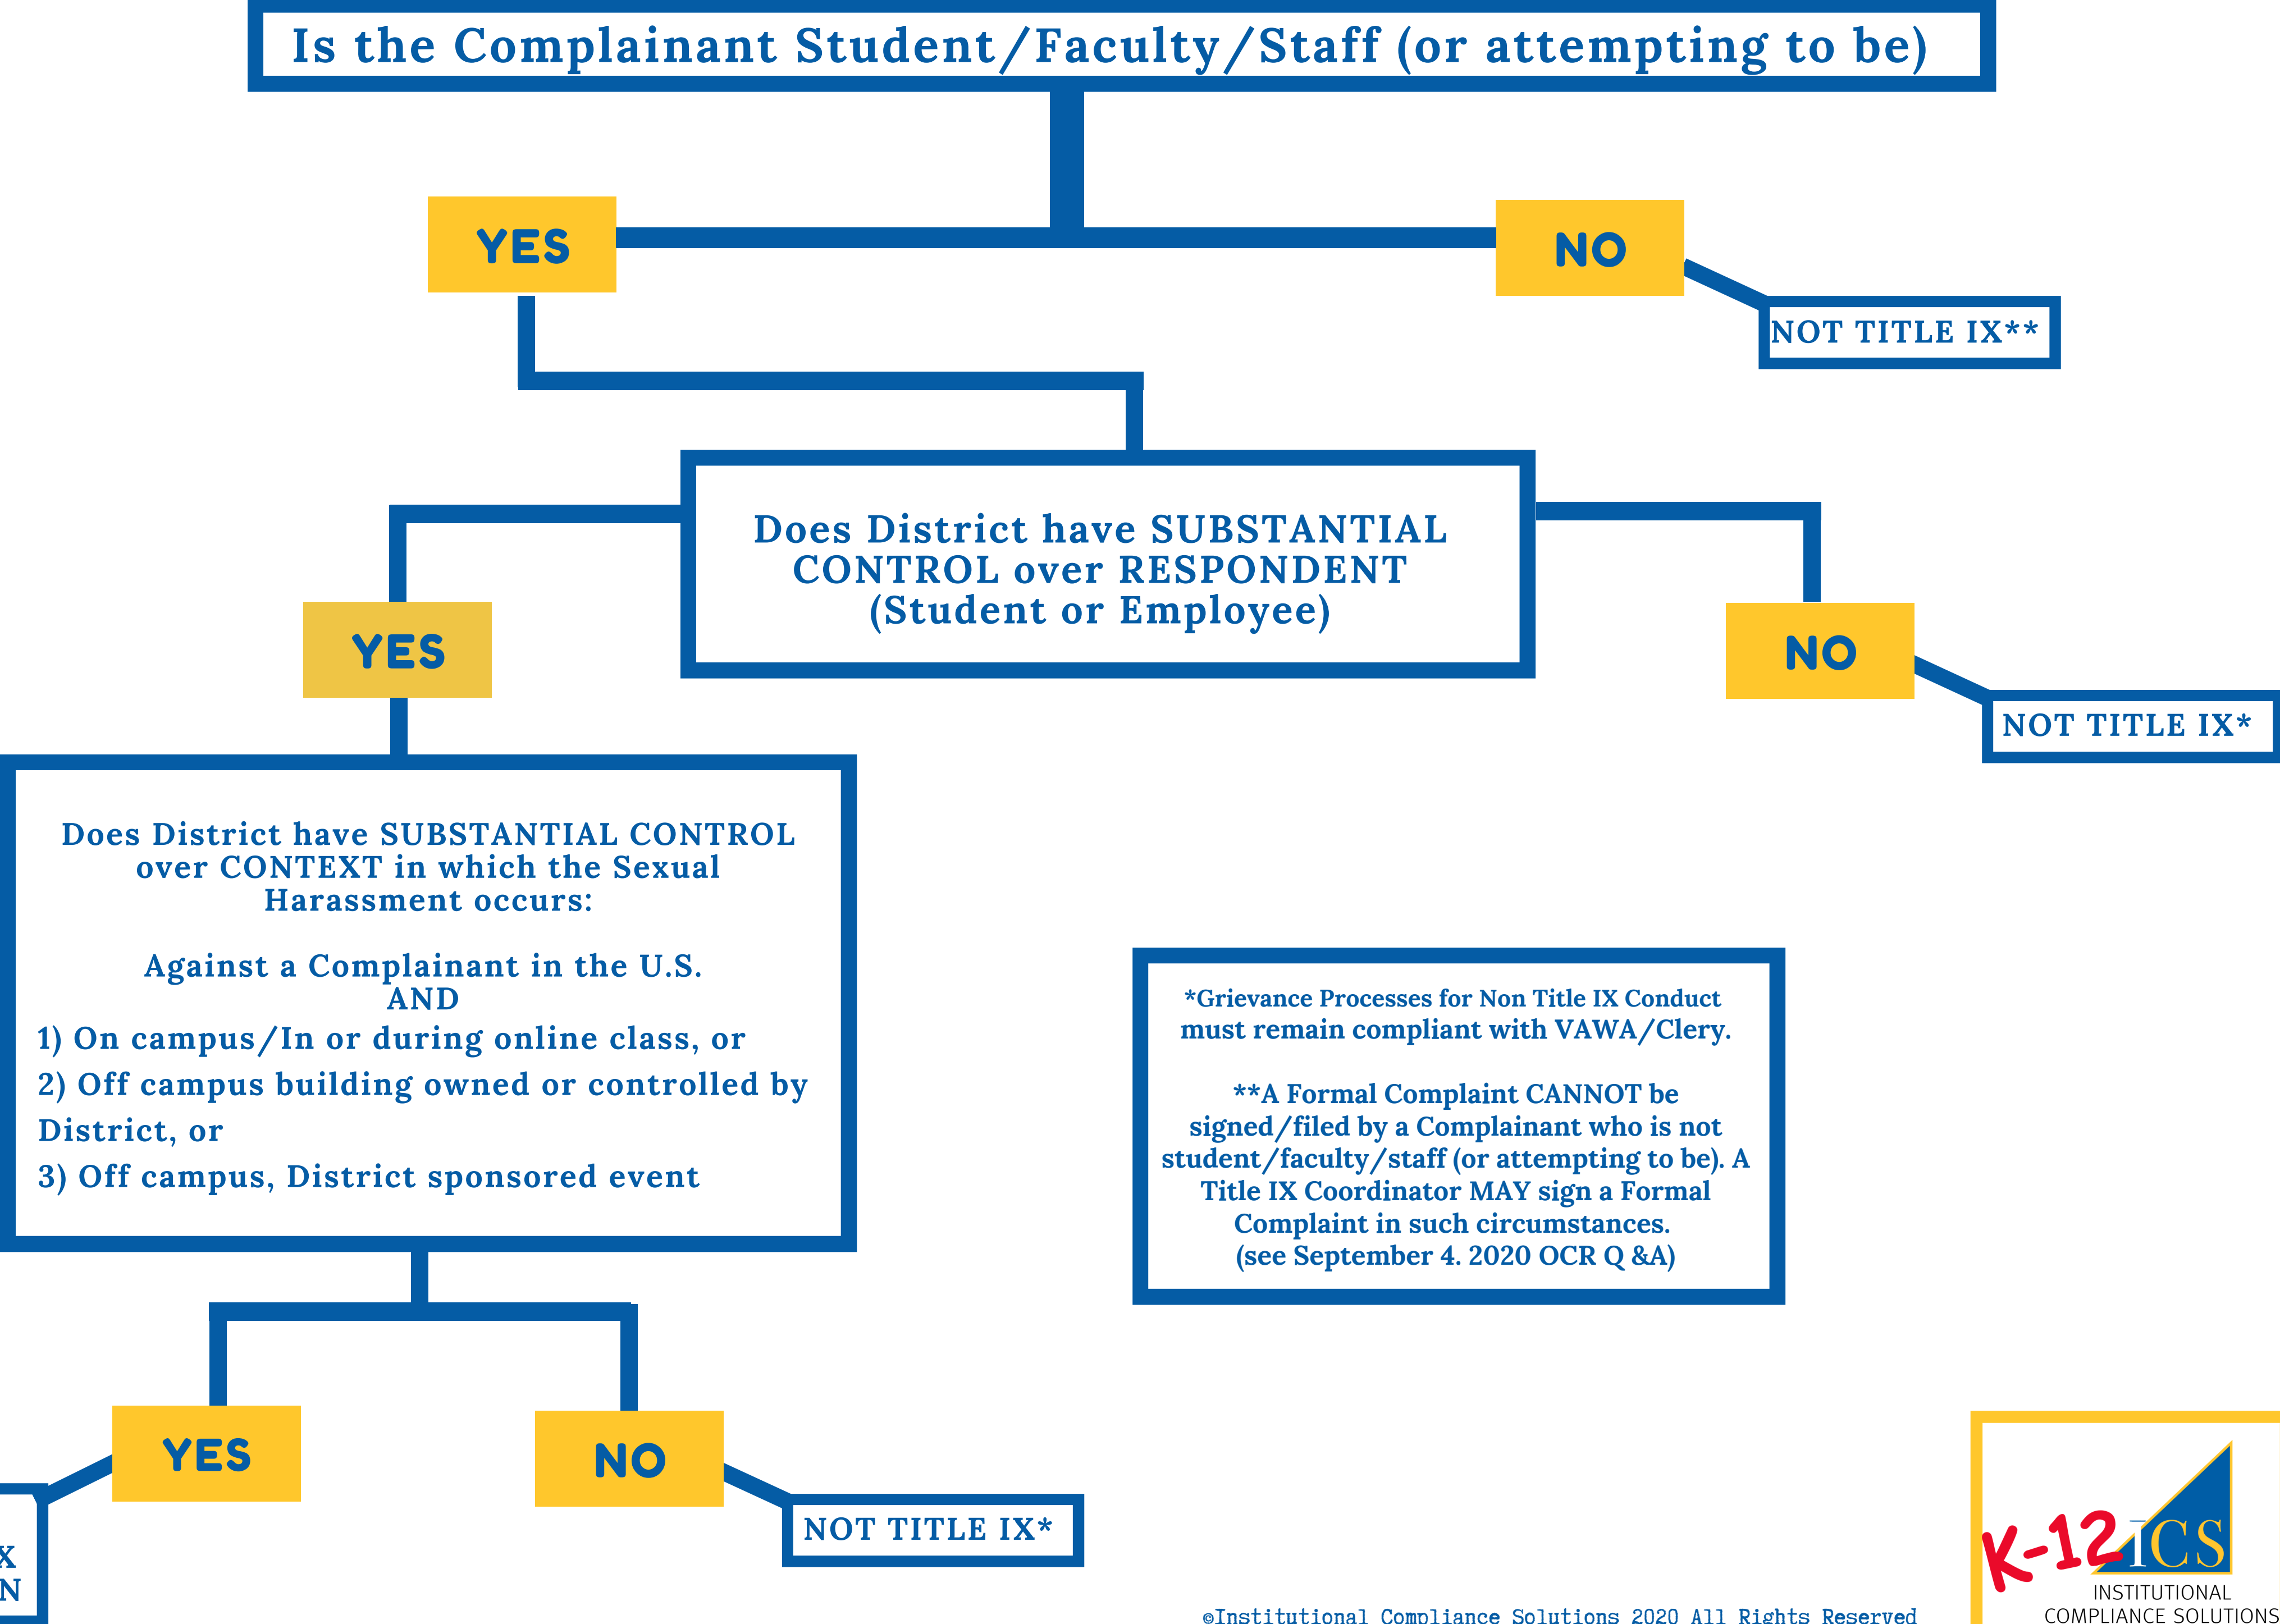 Is the Complainant Student/Faculty/Staff (or attempting to be)
YES
NO
NOT TITLE IX**
Does District have SUBSTANTIAL
CONTROL over RESPONDENT
(Student or Employee)
YES
NO
NOT TITLE IX*
Does District have SUBSTANTIAL CONTROL
over CONTEXT in which the Sexual
Harassment occurs:
Against a Complainant in the U.S.
AND
1) On campus/In or during online class, or
2) Off campus building owned or controlled by
District, or
3) Off campus, District sponsored event
*Grievance Processes for Non Title IX Conduct
must remain compliant with VAWA/Clery.
**A Formal Complaint CANNOT be
signed/filed by a Complainant who is not
student/faculty/staff (or attempting to be). A
Title IX Coordinator MAY sign a Formal
Complaint in such circumstances.
(see September 4. 2020 OCR Q &A)
YES
NO
NOT TITLE IX*
X
N
K-12 ICS
INSTITUTIONAL
COMPLIANCE SOLUTIONS
©Institutional Compliance Solutions 2020 All Rights Reserved